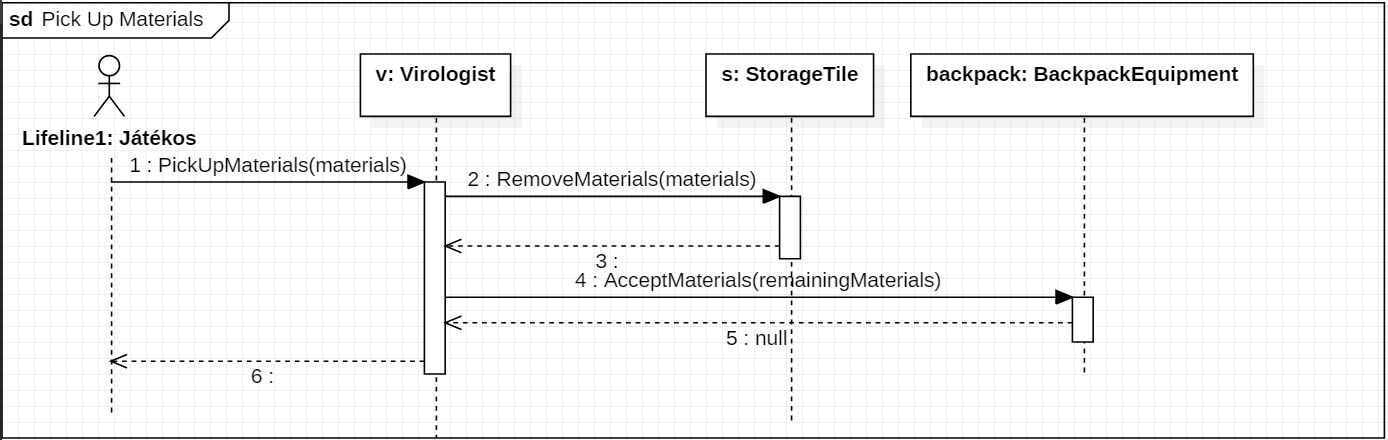 sd Pick Up Materials
v: Virologist
s: StorageTile
backpack: BackpackEquipment
Lifeline1: Játékos
1 : PickUpMaterials(materials)
2 : RemoveMaterials(materials)
3 :
4 : AcceptMaterials(remainingMaterials)
5 : null
6 :